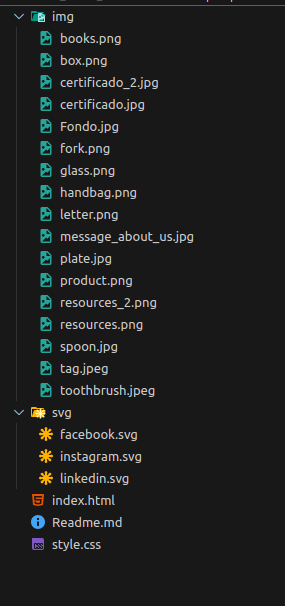 img
books.png
box.png
certificado_2.jpg
certificado.jpg
Fondo.jpg
fork.png
glass.png
handbag.png
letter.png
message_about_us.jpg
plate.jpg
product.png
resources_2.png
resources.png
spoon.jpg
tag.jpeg
toothbrush.jpeg
svg
facebook.svg
instagram.svg
linkedin.svg
index.html
Readme.md
style.css